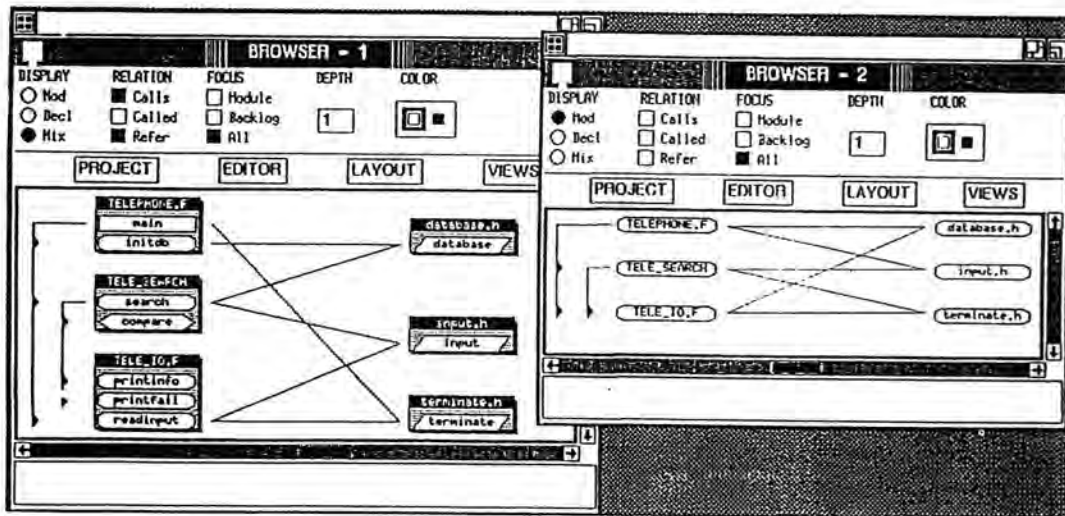 BROWSER - 1
DISPLAY RELATION FOCUS DEPTH COLOR
Mod Calls Module
Decl Called Backlog 1
Mix Refer All
PROJECT EDITOR LAYOUT VIEWS
TELEPHONE.F
main
initdb
TELE_SEARCH
search
compare
TELE_IO.F
printinfo
printfail
readinput
database.h
database
input.h
input
terminate.h
terminate
BROWSER - 2
DISPLAY RELATION FOCUS DEPTH COLOR
Mod Calls Module
Decl Called Backlog 1
Mix Refer All
PROJECT EDITOR LAYOUT VIEWS
TELEPHONE.F
TELE_SEARCH
TELE_IO.F
database.h
input.h
terminate.h